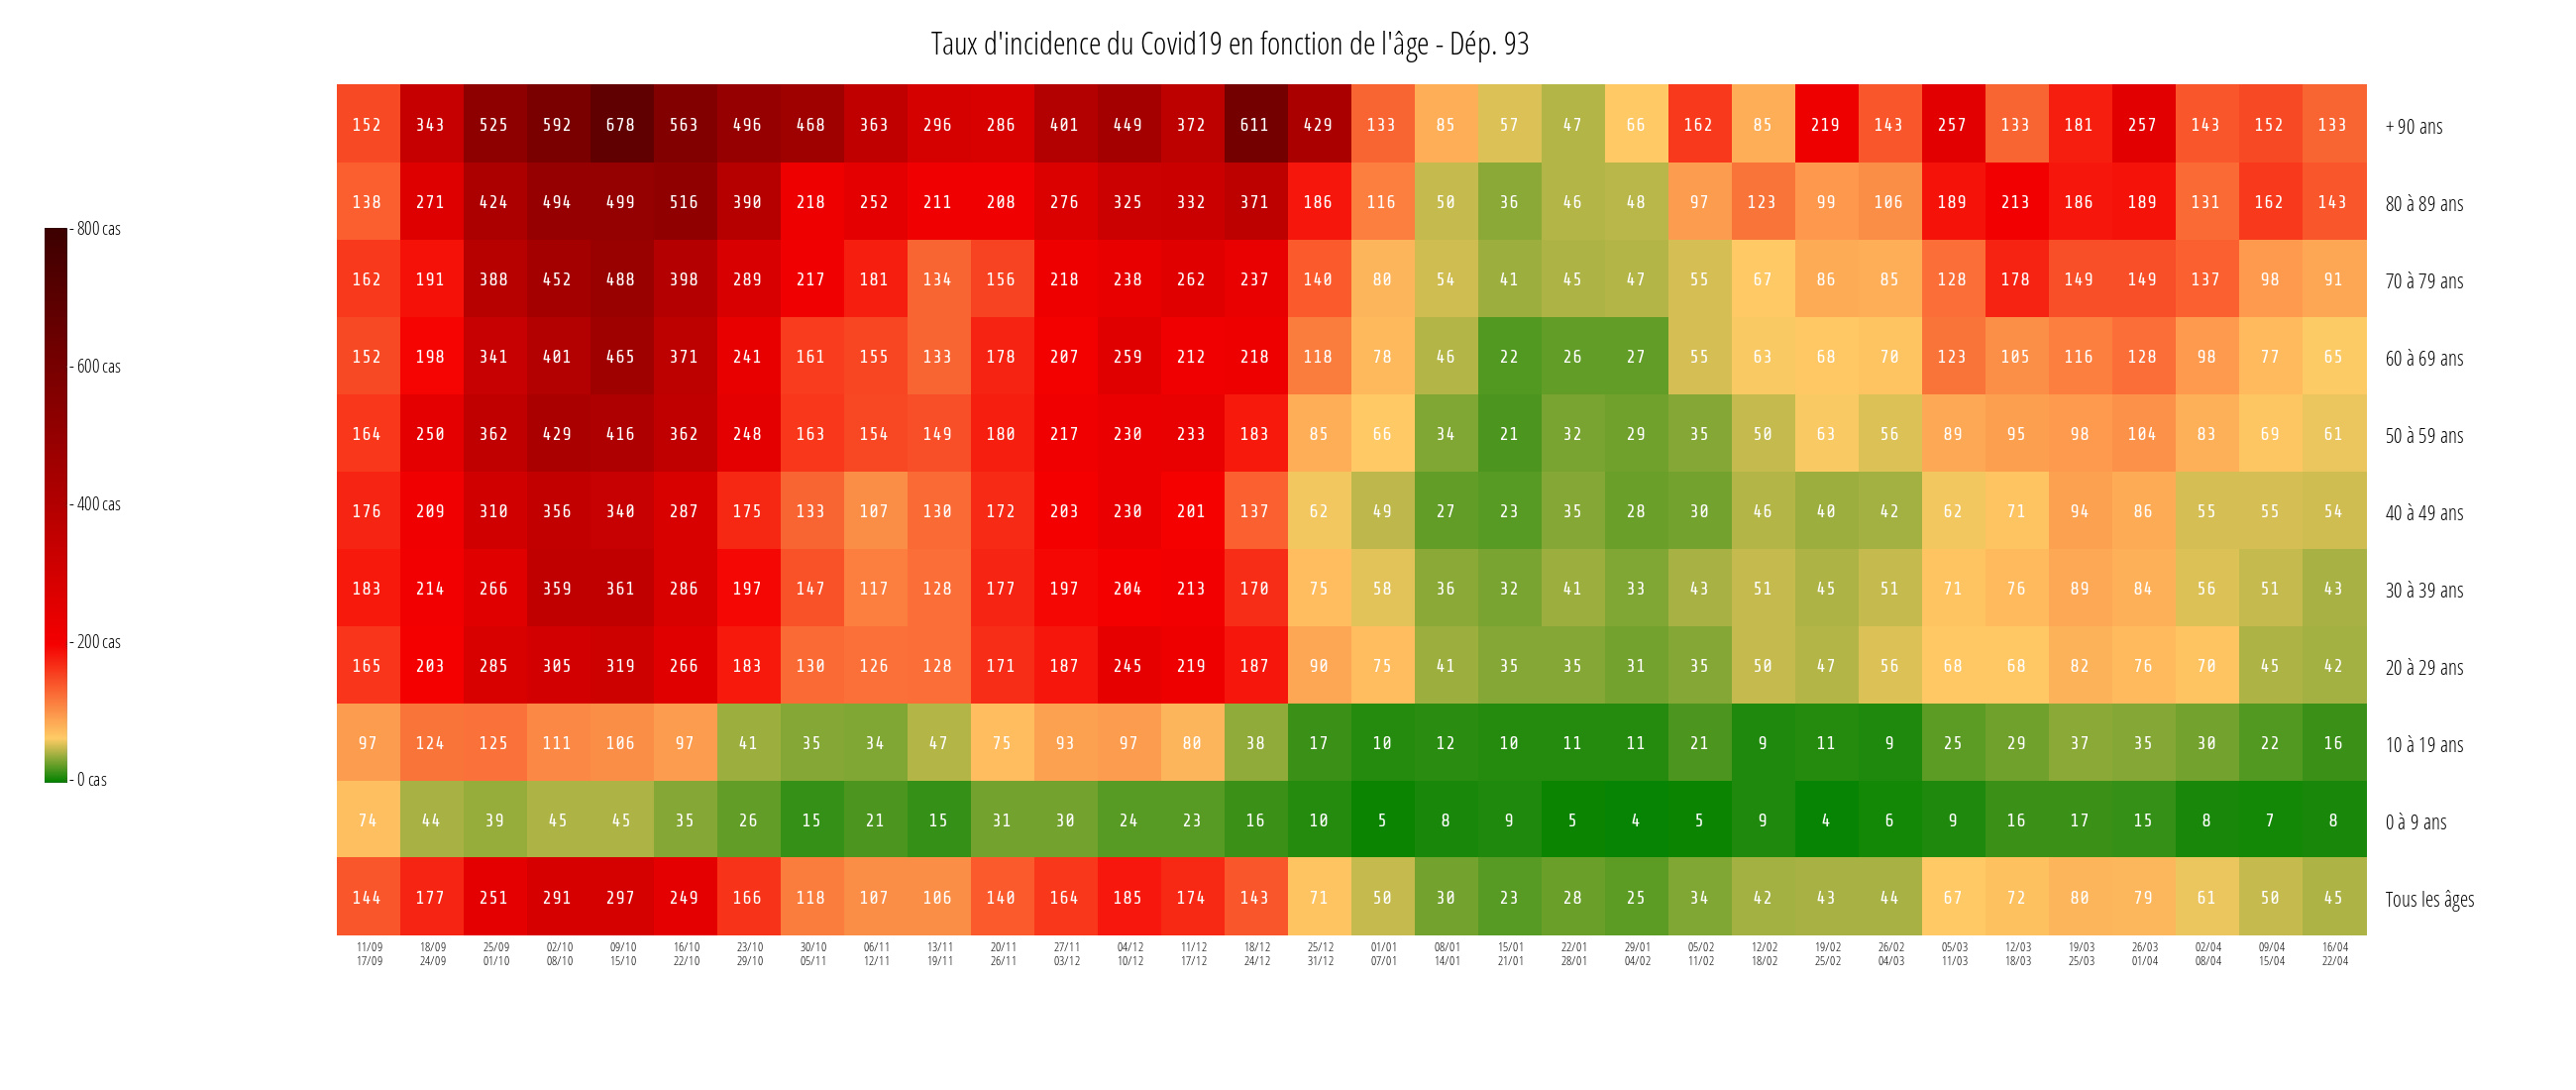 Taux d'incidence du Covid19 en fonction de l'âge - Dép. 93
- 800 cas
- 600 cas
- 400 cas
- 200 cas
- 0 cas
152 343 525 592 678 563 496 468 363 296 286 401 449 372 611 429 133 85 57 47 66 162 85 219 143 257 133 181 257 143 152 133 + 90 ans
138 271 424 494 499 516 390 218 252 211 208 276 325 332 371 186 116 50 36 46 48 97 123 99 106 189 213 186 189 131 162 143 80 à 89 ans
162 191 388 452 488 398 289 217 181 134 156 218 238 262 237 140 80 54 41 45 47 55 67 86 85 128 178 149 149 137 98 91 70 à 79 ans
152 198 341 401 465 371 241 161 155 133 178 207 259 212 218 118 78 46 22 26 27 55 63 68 70 123 105 116 128 98 77 65 60 à 69 ans
164 250 362 429 416 362 248 163 154 149 180 217 230 233 183 85 66 34 21 32 29 35 50 63 56 89 95 98 104 83 69 61 50 à 59 ans
176 209 310 356 340 287 175 133 107 130 172 203 230 201 137 62 49 27 23 35 28 30 46 40 42 62 71 94 86 55 55 54 40 à 49 ans
183 214 266 359 361 286 197 147 117 128 177 197 204 213 170 75 58 36 32 41 33 43 51 45 51 71 76 89 84 56 51 43 30 à 39 ans
165 203 285 305 319 266 183 130 126 128 171 187 245 219 187 90 75 41 35 35 31 35 50 47 56 68 68 82 76 70 45 42 20 à 29 ans
97 124 125 111 106 97 41 35 34 47 75 93 97 80 38 17 10 12 10 11 11 21 9 11 9 25 29 37 35 30 22 16 10 à 19 ans
74 44 39 45 45 35 26 15 21 15 31 30 24 23 16 10 5 8 9 5 4 5 9 4 6 9 16 17 15 8 7 8 0 à 9 ans
144 177 251 291 297 249 166 118 107 106 140 164 185 174 143 71 50 30 23 28 25 34 42 43 44 67 72 80 79 61 50 45 Tous les âges
11/09 18/09 25/09 02/10 09/10 16/10 23/10 30/10 06/11 13/11 20/11 27/11 04/12 11/12 18/12 25/12 01/01 08/01 15/01 22/01 29/01 05/02 12/02 19/02 26/02 05/03 12/03 19/03 26/03 02/04 09/04 16/04
17/09 24/09 01/10 08/10 15/10 22/10 29/10 05/11 12/11 19/11 26/11 03/12 10/12 17/12 24/12 31/12 07/01 14/01 21/01 28/01 04/02 11/02 18/02 25/02 04/03 11/03 18/03 25/03 01/04 08/04 15/04 22/04